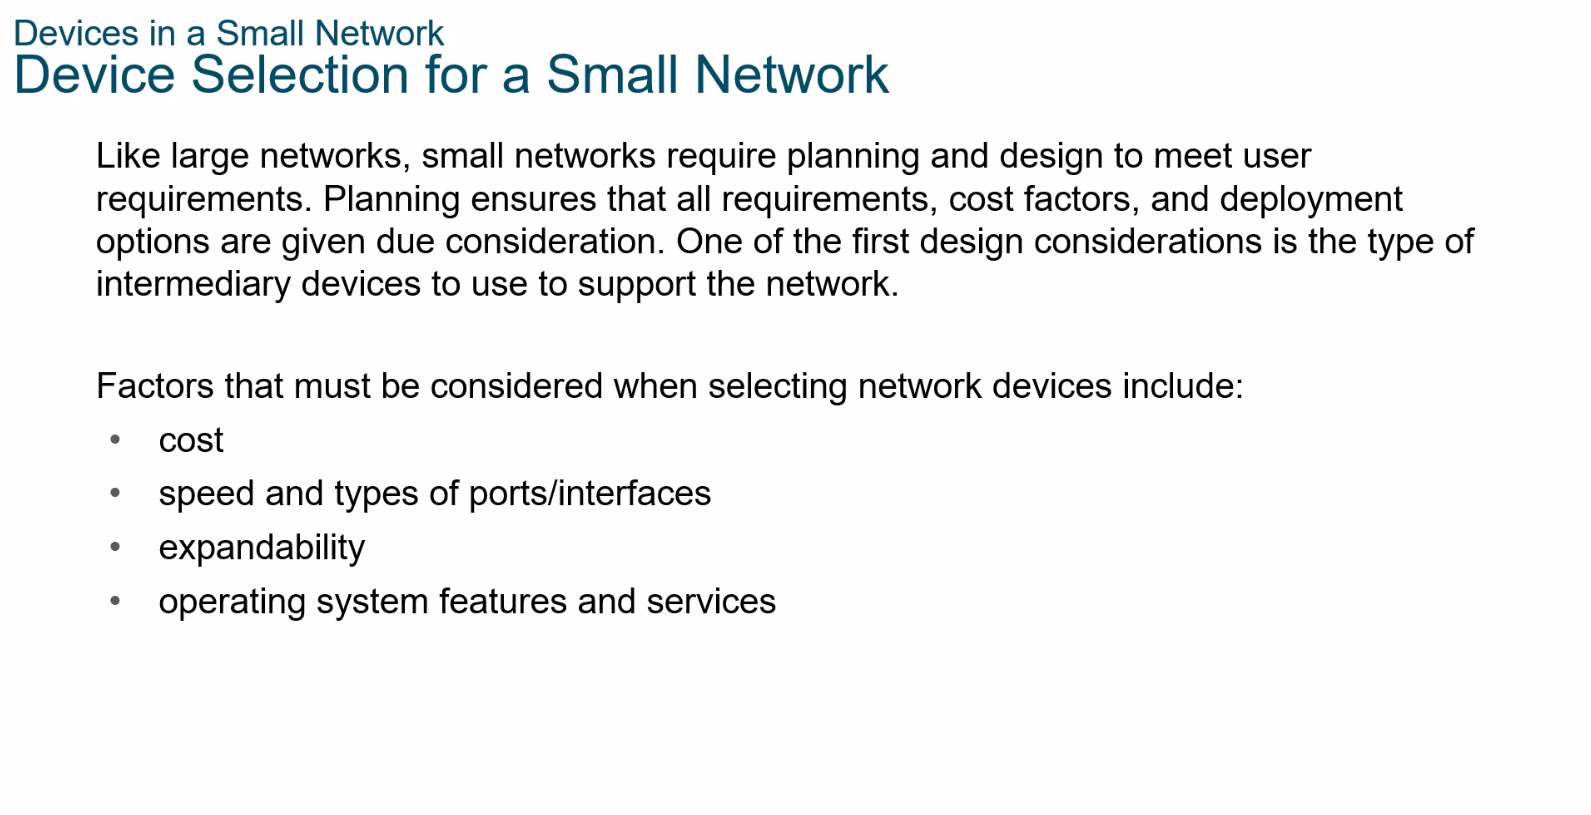 Devices in a Small Network
Device Selection for a Small Network
Like large networks, small networks require planning and design to meet user
requirements. Planning ensures that all requirements, cost factors, and deployment
options are given due consideration. One of the first design considerations is the type of
intermediary devices to use to support the network.
Factors that must be considered when selecting network devices include:
• cost
• speed and types of ports/interfaces
• expandability
• operating system features and services